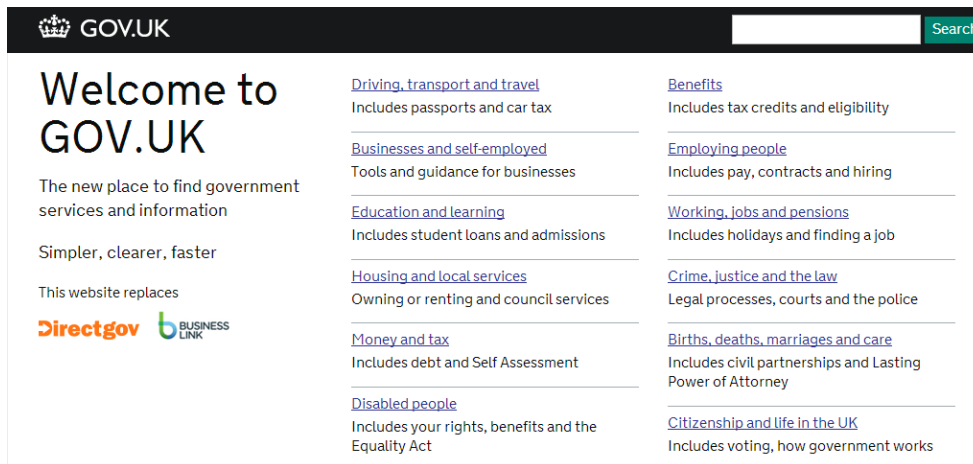 GOV.UK
Search
Welcome to
GOV.UK
The new place to find government
services and information
Simpler, clearer, faster
This website replaces
Directgov
BUSINESS
LINK
Driving, transport and travel
Includes passports and car tax
Businesses and self-employed
Tools and guidance for businesses
Education and learning
Includes student loans and admissions
Housing and local services
Owning or renting and council services
Money and tax
Includes debt and Self Assessment
Disabled people
Includes your rights, benefits and the
Equality Act
Benefits
Includes tax credits and eligibility
Employing people
Includes pay, contracts and hiring
Working, jobs and pensions
Includes holidays and finding a job
Crime, justice and the law
Legal processes, courts and the police
Births, deaths, marriages and care
Includes civil partnerships and Lasting
Power of Attorney
Citizenship and life in the UK
Includes voting, how government works